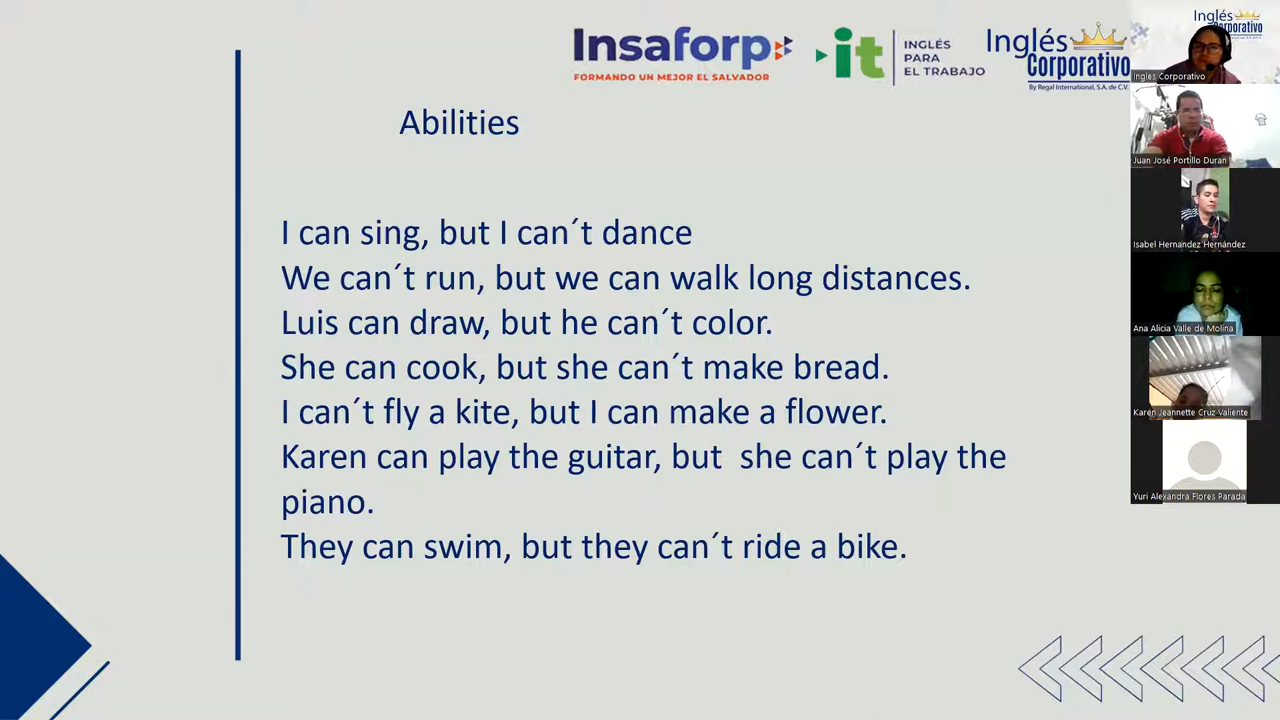 Insaforp
FORMANDO UN MEJOR EL SALVADOR
it
INGLÉS
PARA
EL TRABAJO
Inglés
Corporativo
By Regal International, S.A. de C.V.
Inglés
Corporativo
Ingles Corporativo
Juan José Portillo Duran
Isabel Hernandez Hernández
Ana Alicia Valle de Molina
Karen Jeannette Cruz Valiente
Yuri Alexandra Flores Parada
Abilities
I can sing, but I can´t dance
We can´t run, but we can walk long distances.
Luis can draw, but he can´t color.
She can cook, but she can´t make bread.
I can´t fly a kite, but I can make a flower.
Karen can play the guitar, but  she can´t play the
piano.
They can swim, but they can´t ride a bike.